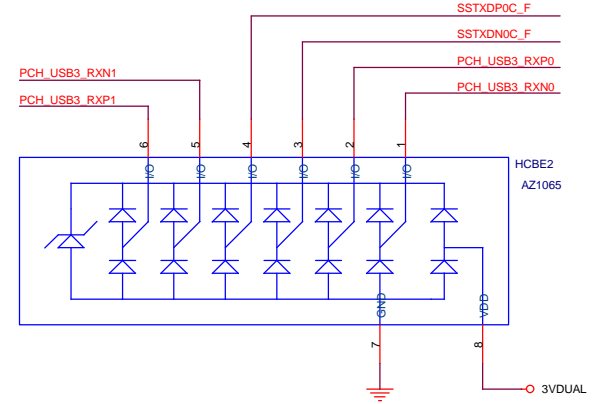 SSTXDP0C_F
SSTXDN0C_F
PCH_USB3_RXN1
PCH_USB3_RXP0
PCH_USB3_RXP1
PCH_USB3_RXN0
6 5 4 3 2 1
I/O I/O I/O I/O I/O I/O
HCBE2
AZ1065
GND VDD
7 8
3VDUAL